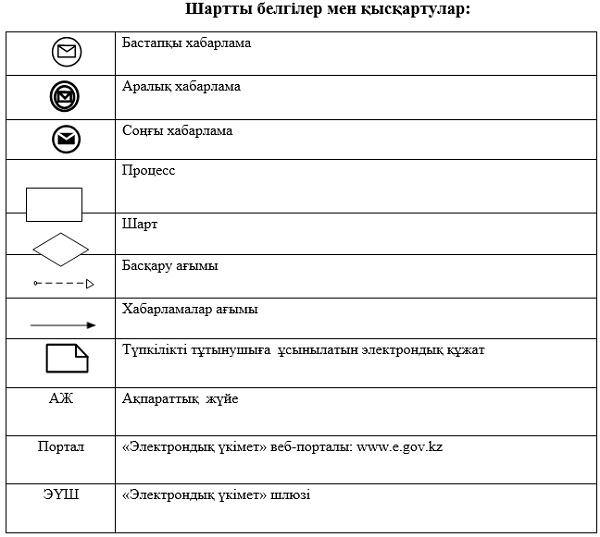 Шартты белгілер мен қысқартулар:
Бастапқы хабарлама
Аралық хабарлама
Соңғы хабарлама
Процесс
Шарт
Басқару ағымы
Хабарламалар ағымы
Түпкілікті тұтынушыға ұсынылатын электрондық құжат
АЖ Ақпараттық жүйе
Портал «Электрондық үкімет» веб-порталы: www.e.gov.kz
ЭҮШ «Электрондық үкімет» шлюзі